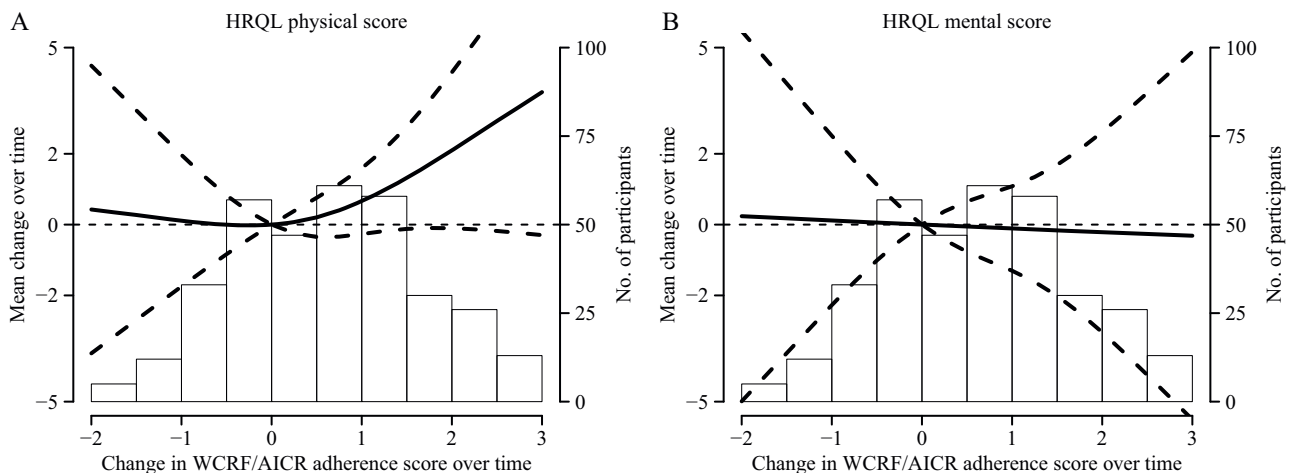 A
HRQL physical score
5
2
0
−2
−5
Mean change over time
100
75
50
25
0
No. of participants
−2 −1 0 1 2 3
Change in WCRF/AICR adherence score over time
B
HRQL mental score
5
2
0
−2
−5
Mean change over time
100
75
50
25
0
No. of participants
−2 −1 0 1 2 3
Change in WCRF/AICR adherence score over time